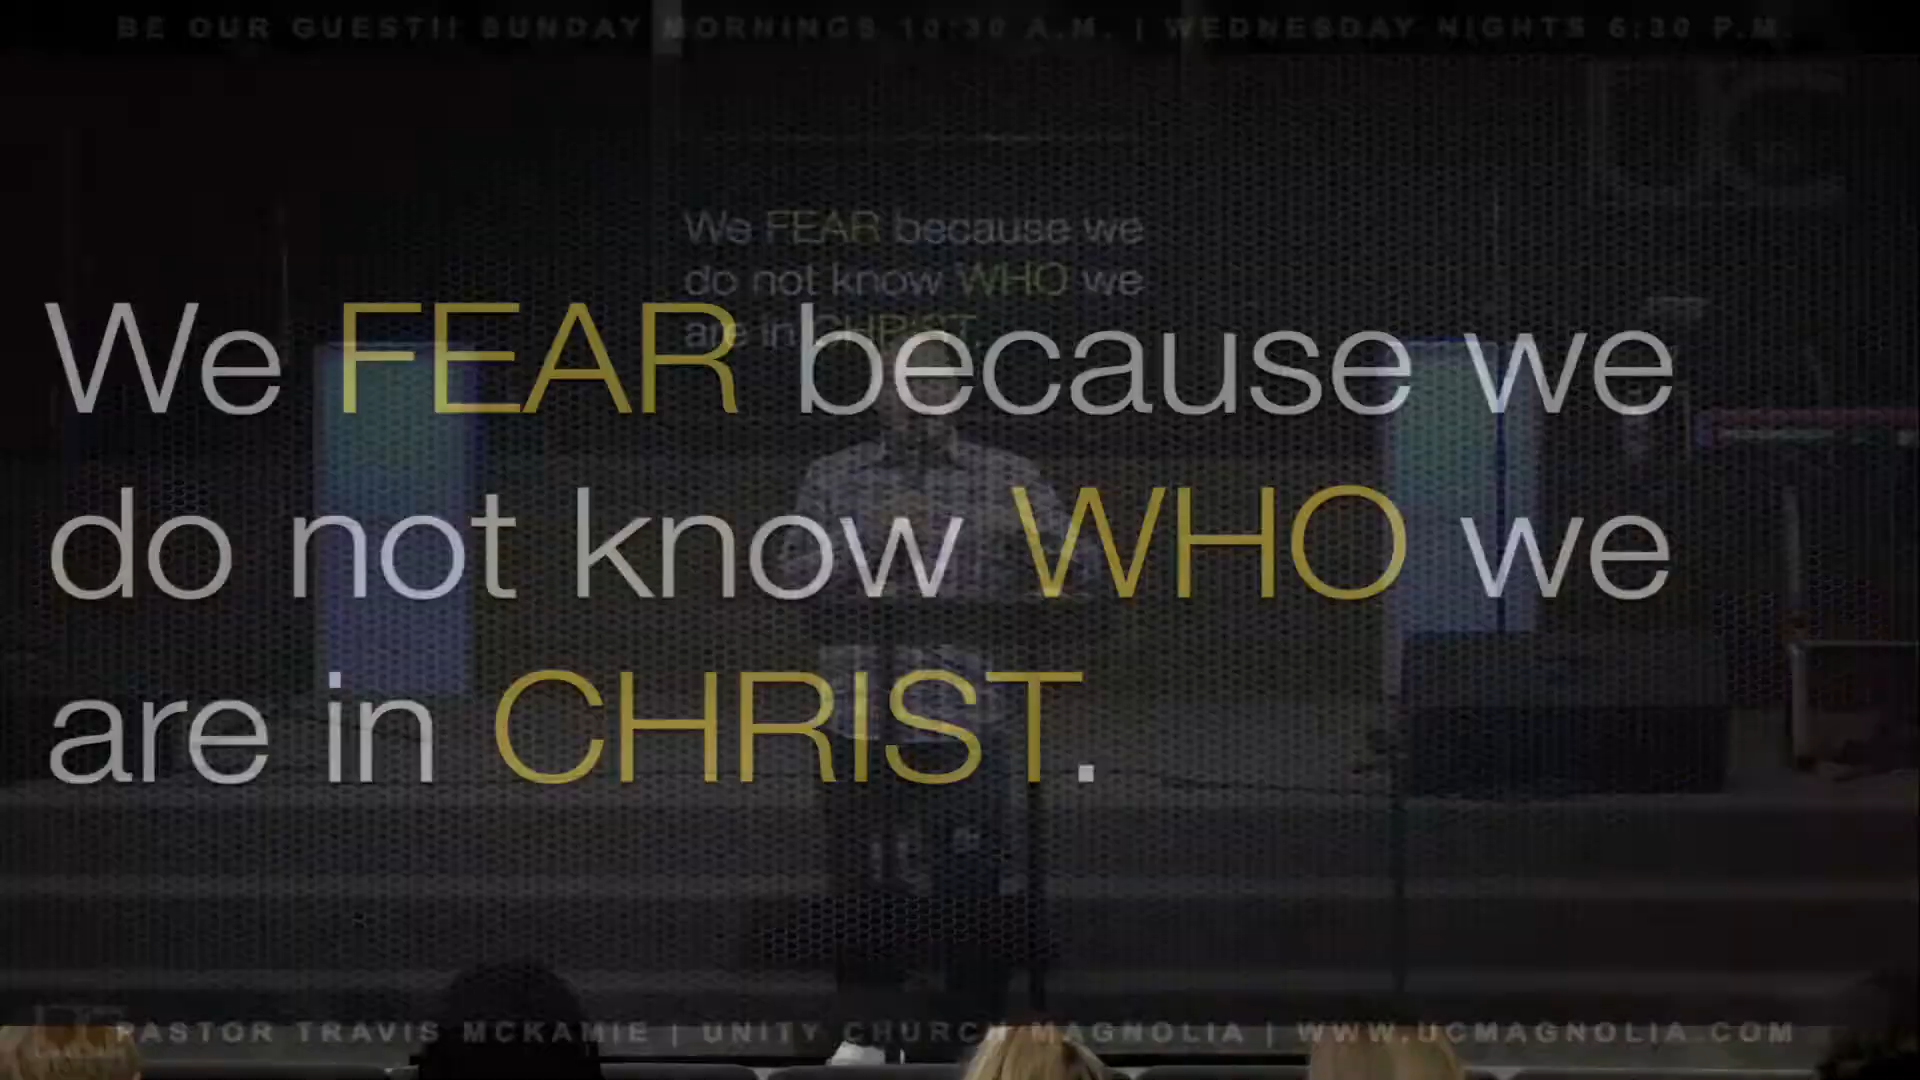 BE OUR GUEST!! SUNDAY MORNINGS 10:30 A.M. | WEDNESDAY NIGHTS 6:30 P.M.
UC
We FEAR because we
do not know WHO we
are in CHRIST
We FEAR because we
do not know WHO we
are in CHRIST.
PASTOR TRAVIS MCKAMIE | UNITY CHURCH MAGNOLIA | WWW.UCMAGNOLIA.COM